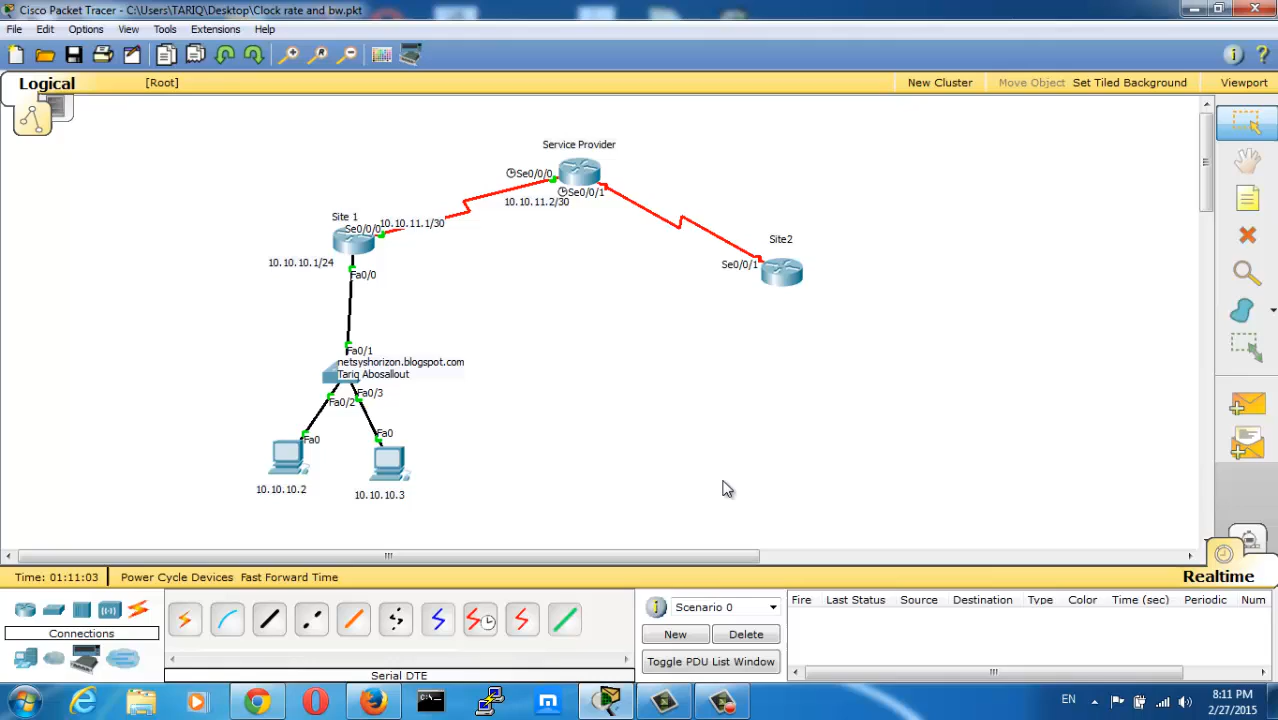 Cisco Packet Tracer - C:\Users\TARIQ\Desktop\Clock rate and bw.pkt
File Edit Options View Tools Extensions Help
Logical [Root] New Cluster Move Object Set Tiled Background Viewport
Service Provider
Se0/0/0
Se0/0/1
10.10.11.2/30
Site 1
10.10.11.1/30
Se0/0/0
10.10.10.1/24
Fa0/0
Site2
Se0/0/1
Fa0/1
netsyshorizon.blogspot.com
Tariq Abosallout
Fa0/3
Fa0/2
Fa0
Fa0
10.10.10.2
10.10.10.3
Time: 01:11:03 Power Cycle Devices Fast Forward Time
Realtime
Connections
Serial DTE
Scenario 0
New Delete
Toggle PDU List Window
Fire Last Status Source Destination Type Color Time (sec) Periodic Num
EN
8:11 PM
2/27/2015